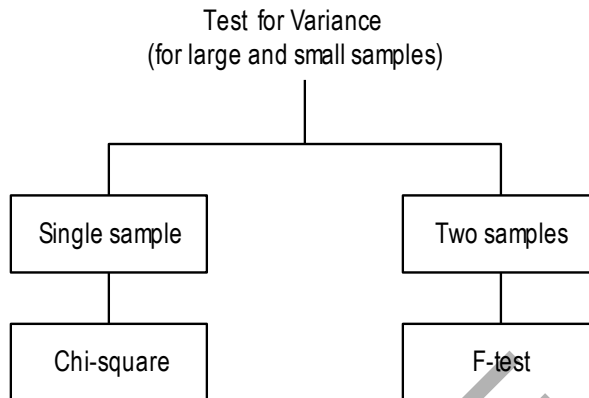 Test for Variance
(for large and small samples)
Single sample
Two samples
Chi-square
F-test